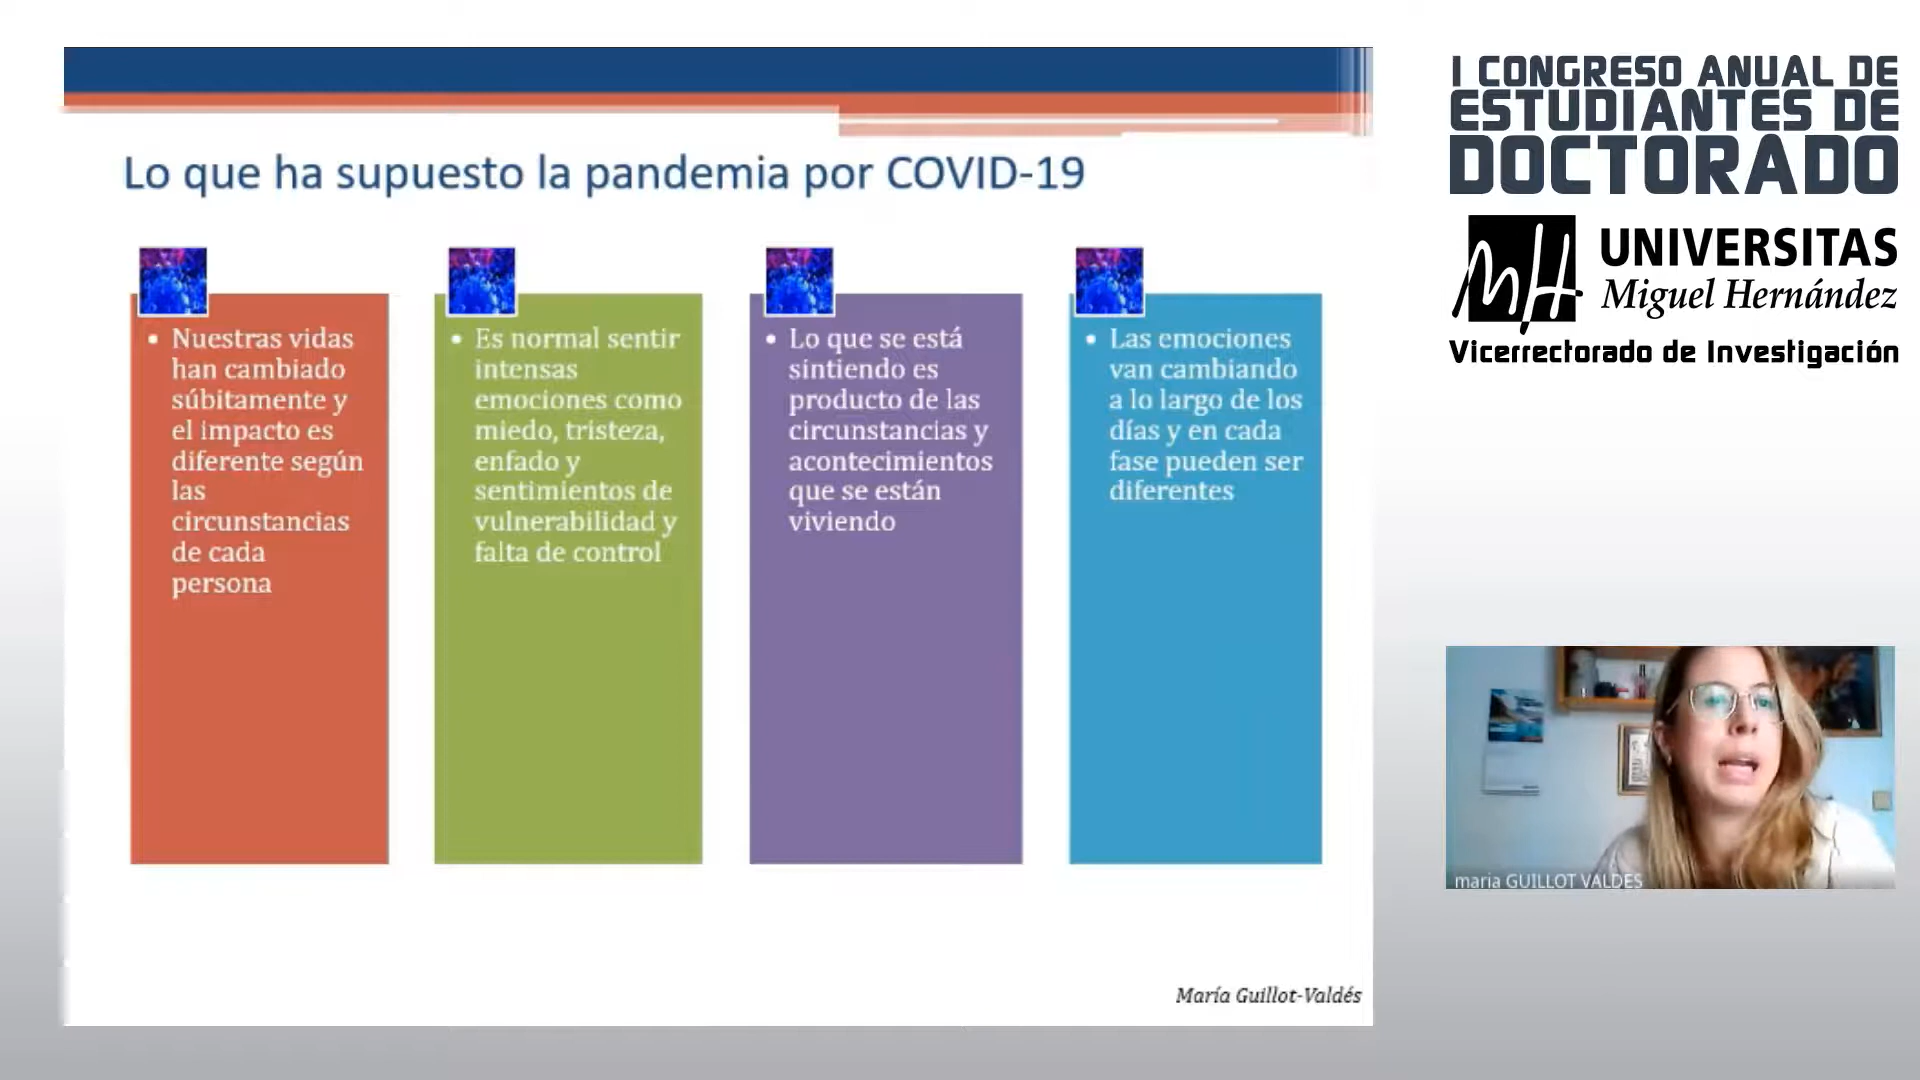 Lo que ha supuesto la pandemia por COVID-19
• Nuestras vidas
han cambiado
súbitamente y
el impacto es
diferente según
las
circunstancias
de cada
persona
• Es normal sentir
intensas
emociones como
miedo, tristeza,
enfado y
sentimientos de
vulnerabilidad y
falta de control
• Lo que se está
sintiendo es
producto de las
circunstancias y
acontecimientos
que se están
viviendo
• Las emociones
van cambiando
a lo largo de los
días y en cada
fase pueden ser
diferentes
María Guillot-Valdés
I CONGRESO ANUAL DE
ESTUDIANTES DE
DOCTORADO
MH
UNIVERSITAS
Miguel Hernández
Vicerrectorado de Investigación
maria GUILLOT VALDES